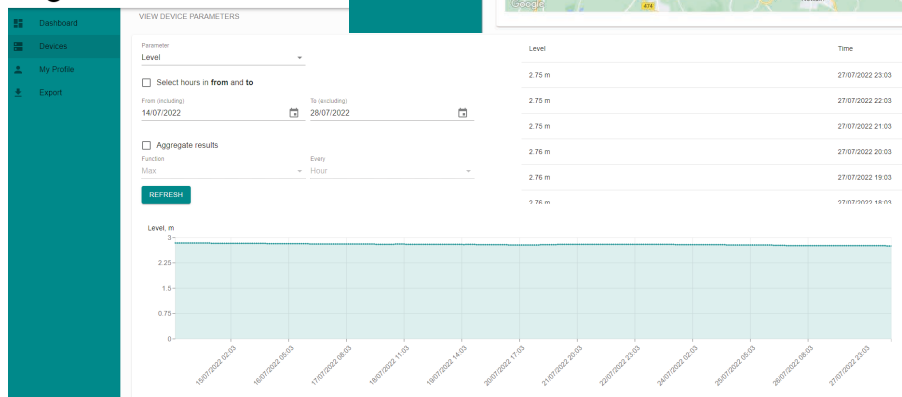 Google
474
Dashboard
Devices
My Profile
Export
VIEW DEVICE PARAMETERS
Parameter
Level
Select hours in from and to
From (including)
14/07/2022
To (excluding)
28/07/2022
Aggregate results
Function
Max
Every
Hour
REFRESH
Level Time
2.75 m 27/07/2022 23:03
2.75 m 27/07/2022 22:03
2.75 m 27/07/2022 21:03
2.76 m 27/07/2022 20:03
2.76 m 27/07/2022 19:03
2.76 m 27/07/2022 18:03
Level, m
3
2.25
1.5
0.75
0
15/07/2022 02:03
16/07/2022 05:03
17/07/2022 08:03
18/07/2022 11:03
19/07/2022 14:03
20/07/2022 17:03
21/07/2022 20:03
22/07/2022 23:03
24/07/2022 02:03
25/07/2022 05:03
26/07/2022 08:03
27/07/2022 23:03